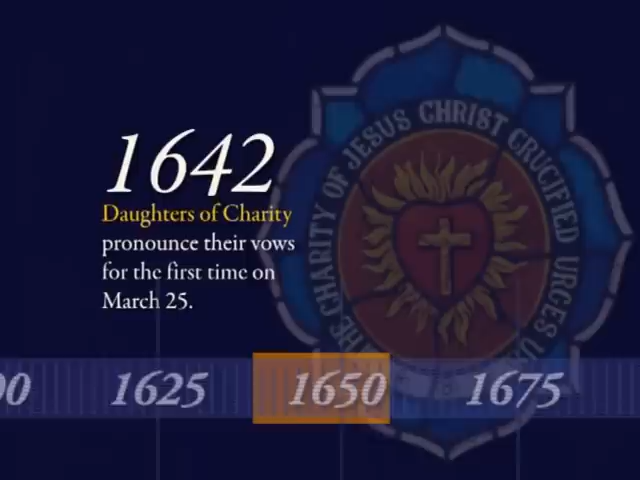 THE CHARITY OF JESUS CHRIST CRUCIFIED URGES US
1642
Daughters of Charity
pronounce their vows
for the first time on
March 25.
1625 1650 1675